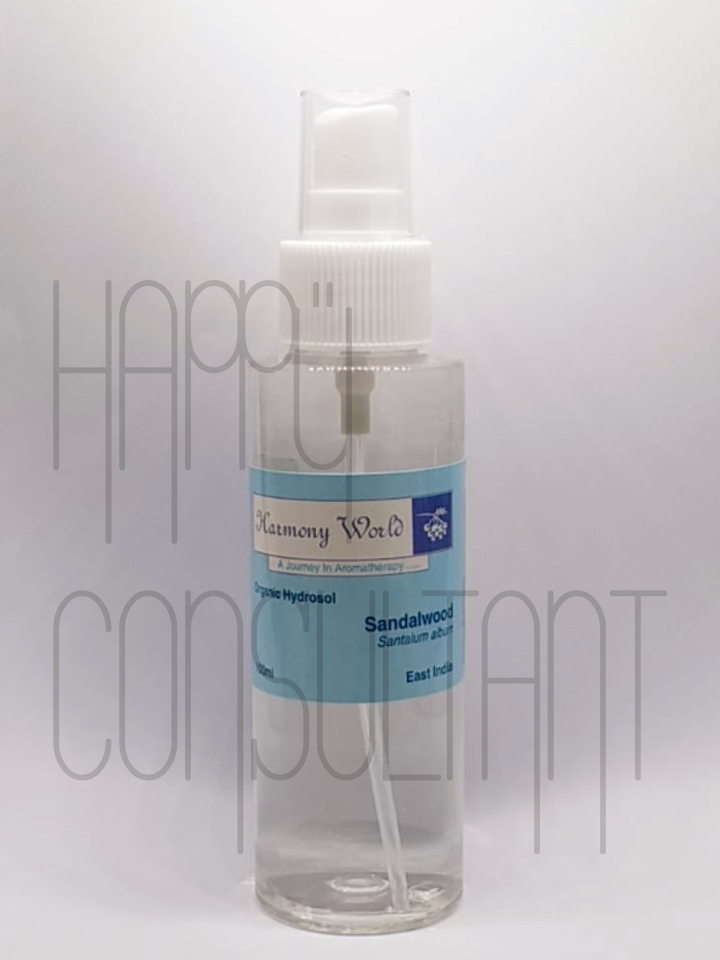 HAPPY
Harmony World
A Journey In Aromatherapy......
Organic Hydrosol
Sandalwood
Santalum album
100ml
East India
CONSULTANT